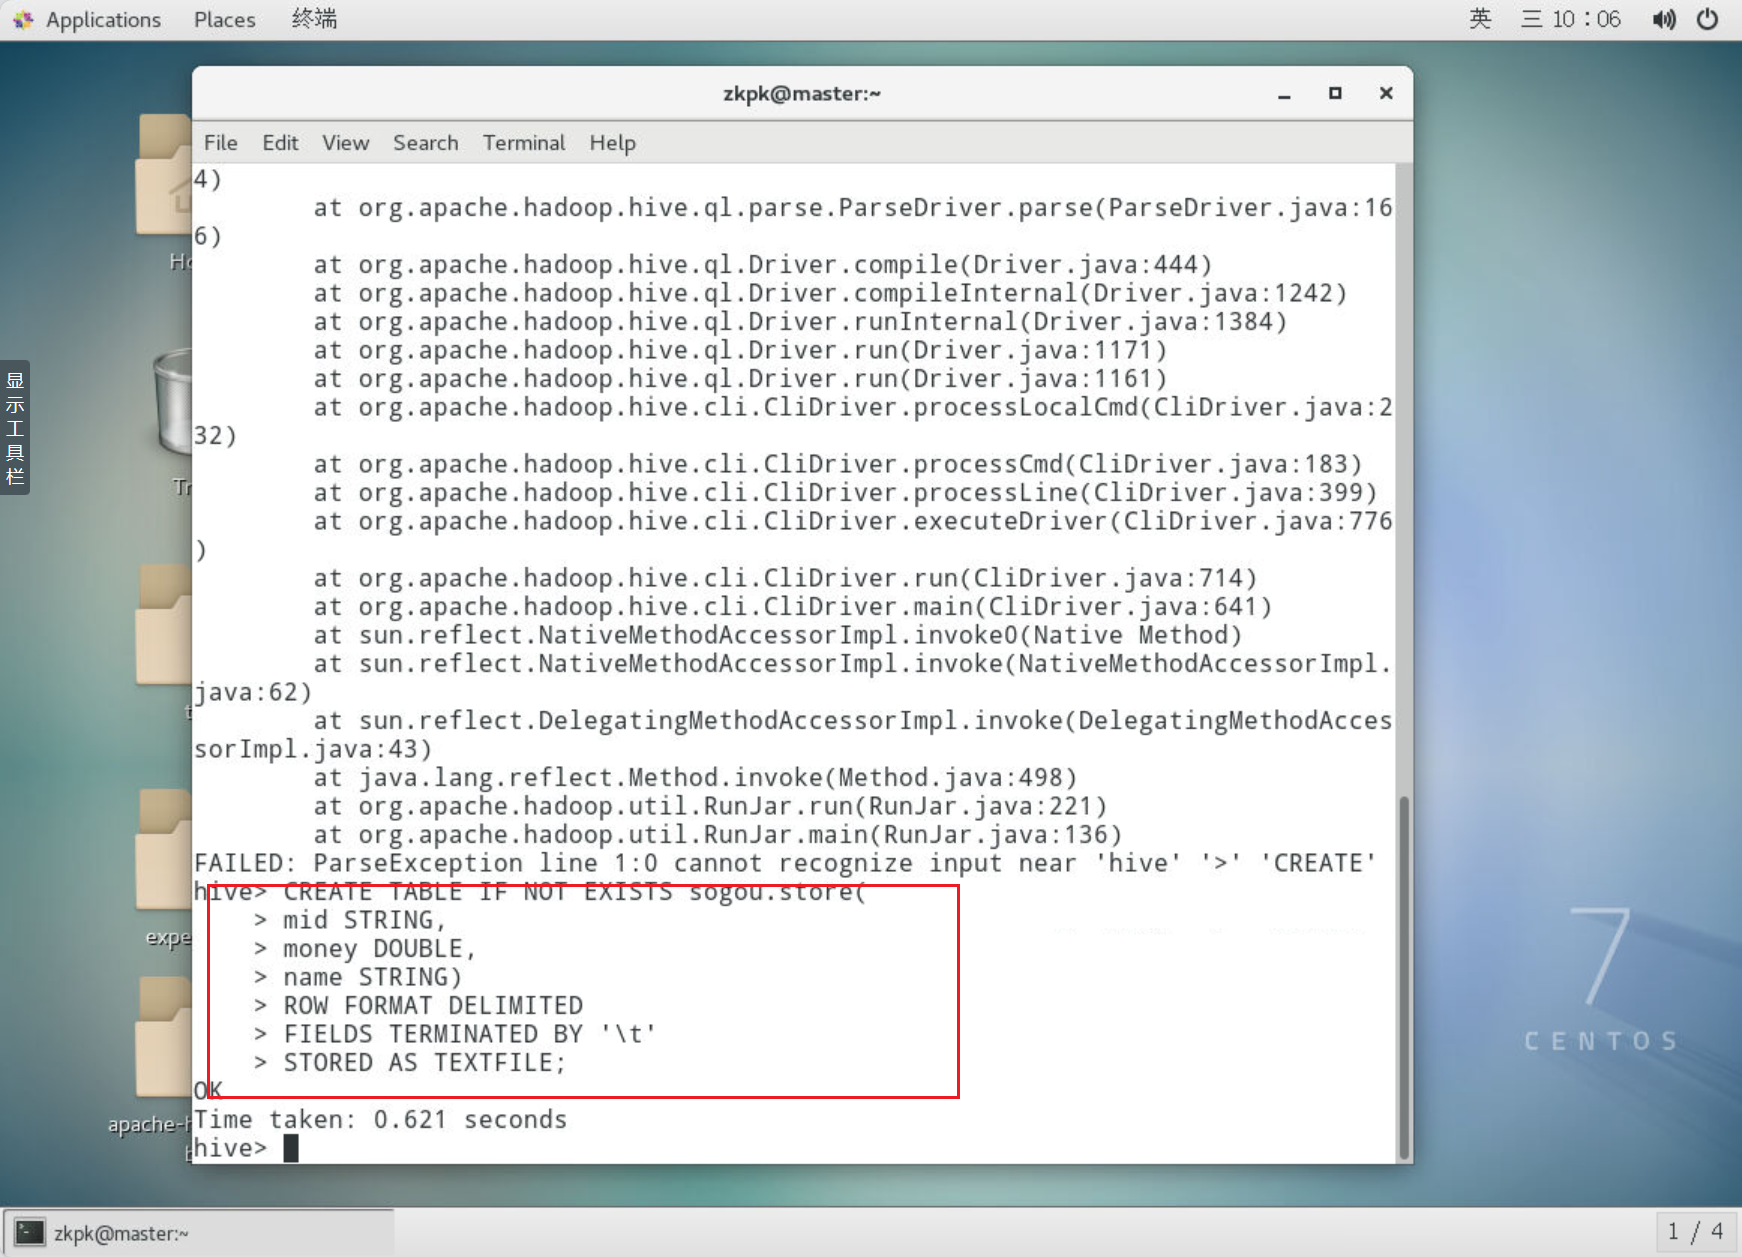 Applications Places 终端 英 三 10：06
zkpk@master:~
File Edit View Search Terminal Help
4)
at org.apache.hadoop.hive.ql.parse.ParseDriver.parse(ParseDriver.java:16
6)
at org.apache.hadoop.hive.ql.Driver.compile(Driver.java:444)
at org.apache.hadoop.hive.ql.Driver.compileInternal(Driver.java:1242)
at org.apache.hadoop.hive.ql.Driver.runInternal(Driver.java:1384)
at org.apache.hadoop.hive.ql.Driver.run(Driver.java:1171)
at org.apache.hadoop.hive.ql.Driver.run(Driver.java:1161)
at org.apache.hadoop.hive.cli.CliDriver.processLocalCmd(CliDriver.java:2
32)
at org.apache.hadoop.hive.cli.CliDriver.processCmd(CliDriver.java:183)
at org.apache.hadoop.hive.cli.CliDriver.processLine(CliDriver.java:399)
at org.apache.hadoop.hive.cli.CliDriver.executeDriver(CliDriver.java:776
)
at org.apache.hadoop.hive.cli.CliDriver.run(CliDriver.java:714)
at org.apache.hadoop.hive.cli.CliDriver.main(CliDriver.java:641)
at sun.reflect.NativeMethodAccessorImpl.invoke0(Native Method)
at sun.reflect.NativeMethodAccessorImpl.invoke(NativeMethodAccessorImpl.
java:62)
at sun.reflect.DelegatingMethodAccessorImpl.invoke(DelegatingMethodAcces
sorImpl.java:43)
at java.lang.reflect.Method.invoke(Method.java:498)
at org.apache.hadoop.util.RunJar.run(RunJar.java:221)
at org.apache.hadoop.util.RunJar.main(RunJar.java:136)
FAILED: ParseException line 1:0 cannot recognize input near 'hive' '>' 'CREATE'
hive> CREATE TABLE IF NOT EXISTS sogou.store(
> mid STRING,
> money DOUBLE,
> name STRING)
> ROW FORMAT DELIMITED
> FIELDS TERMINATED BY '\t'
> STORED AS TEXTFILE;
OK
Time taken: 0.621 seconds
hive>
显示工具栏
Ho
Tr
t
expe
apache-h
b
7
CENTOS
zkpk@master:~
1 / 4